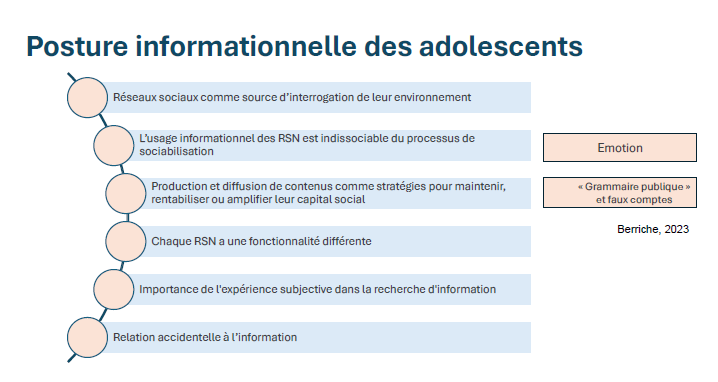 Posture informationnelle des adolescents
Réseaux sociaux comme source d'interrogation de leur environnement
L'usage informationnel des RSN est indissociable du processus de
sociabilisation
Emotion
Production et diffusion de contenus comme stratégies pour maintenir,
rentabiliser ou amplifier leur capital social
« Grammaire publique »
et faux comptes
Berriche, 2023
Chaque RSN a une fonctionnalité différente
Importance de l'expérience subjective dans la recherche d'information
Relation accidentelle à l'information